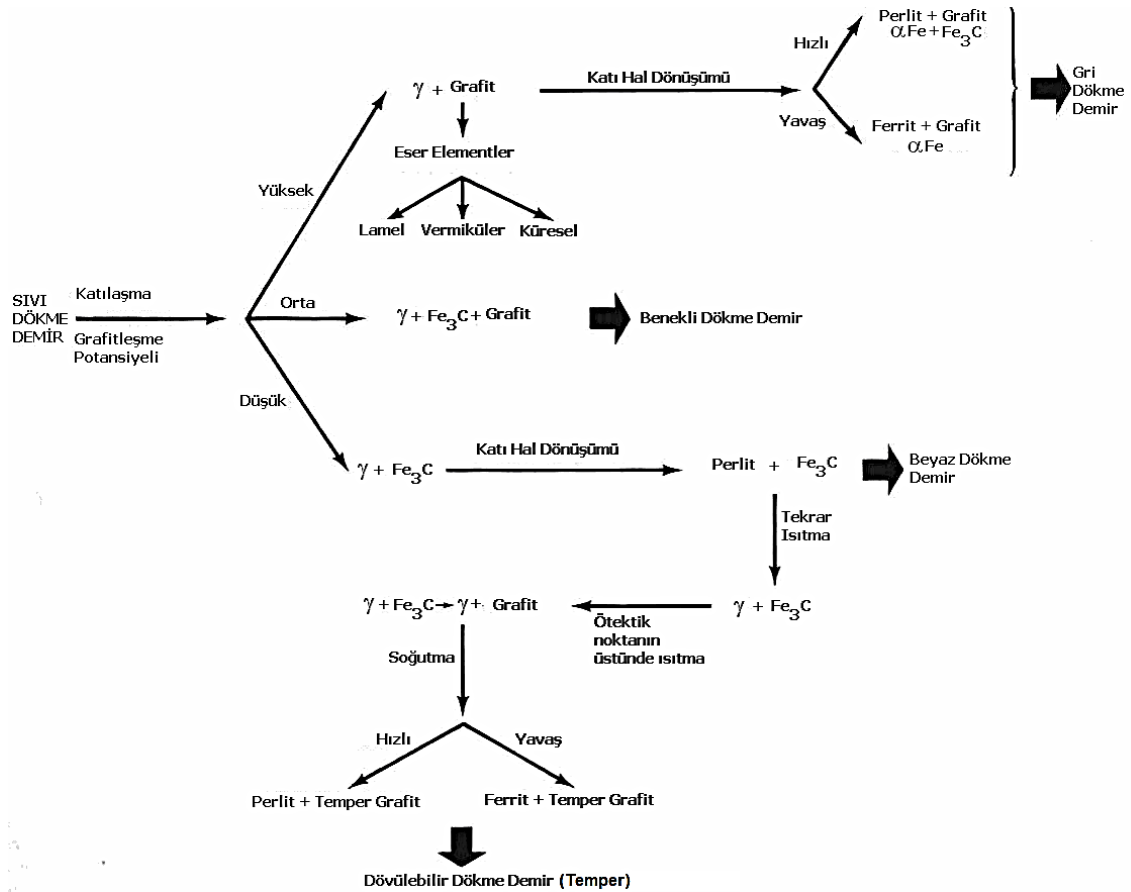 Perlit + Grafit
αFe+Fe₃C
Hızlı
γ + Grafit
Katı Hal Dönüşümü
Gri
Dökme
Demir
Yavaş
Ferrit + Grafit
αFe
Eser Elementler
Yüksek
Lamel Vermiküler Küresel
SIVI
DÖKME
DEMİR
Katılaşma
Grafitleşme
Potansiyeli
Orta
γ + Fe₃C + Grafit
Benekli Dökme Demir
Düşük
γ + Fe₃C
Katı Hal Dönüşümü
Perlit + Fe₃C
Beyaz Dökme
Demir
Tekrar
Isıtma
γ + Fe₃C
Ötektik
noktanın
üstünde ısıtma
γ + Fe₃C → γ + Grafit
Soğutma
Hızlı
Yavaş
Perlit + Temper Grafit
Ferrit + Temper Grafit
Dövülebilir Dökme Demir (Temper)